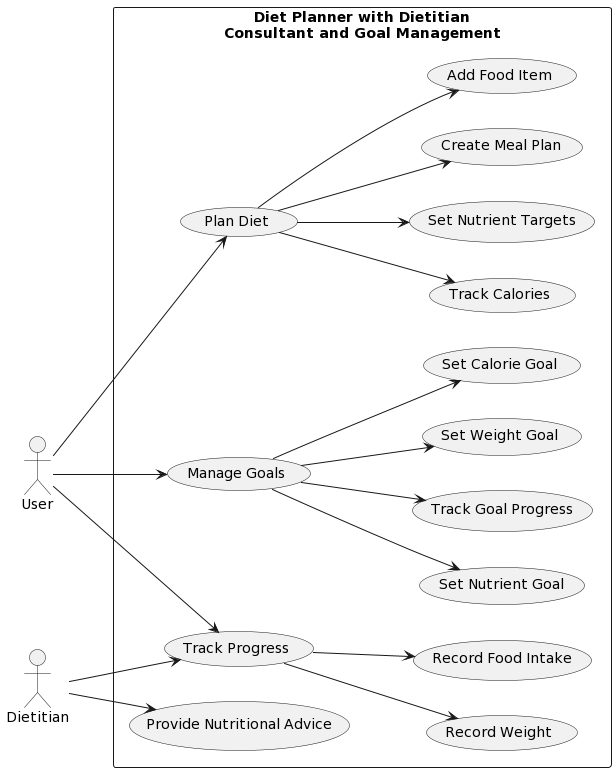 Diet Planner with Dietitian
Consultant and Goal Management
Add Food Item
Create Meal Plan
Plan Diet
Set Nutrient Targets
Track Calories
Set Calorie Goal
Set Weight Goal
Manage Goals
User
Track Goal Progress
Set Nutrient Goal
Track Progress
Record Food Intake
Dietitian
Provide Nutritional Advice
Record Weight